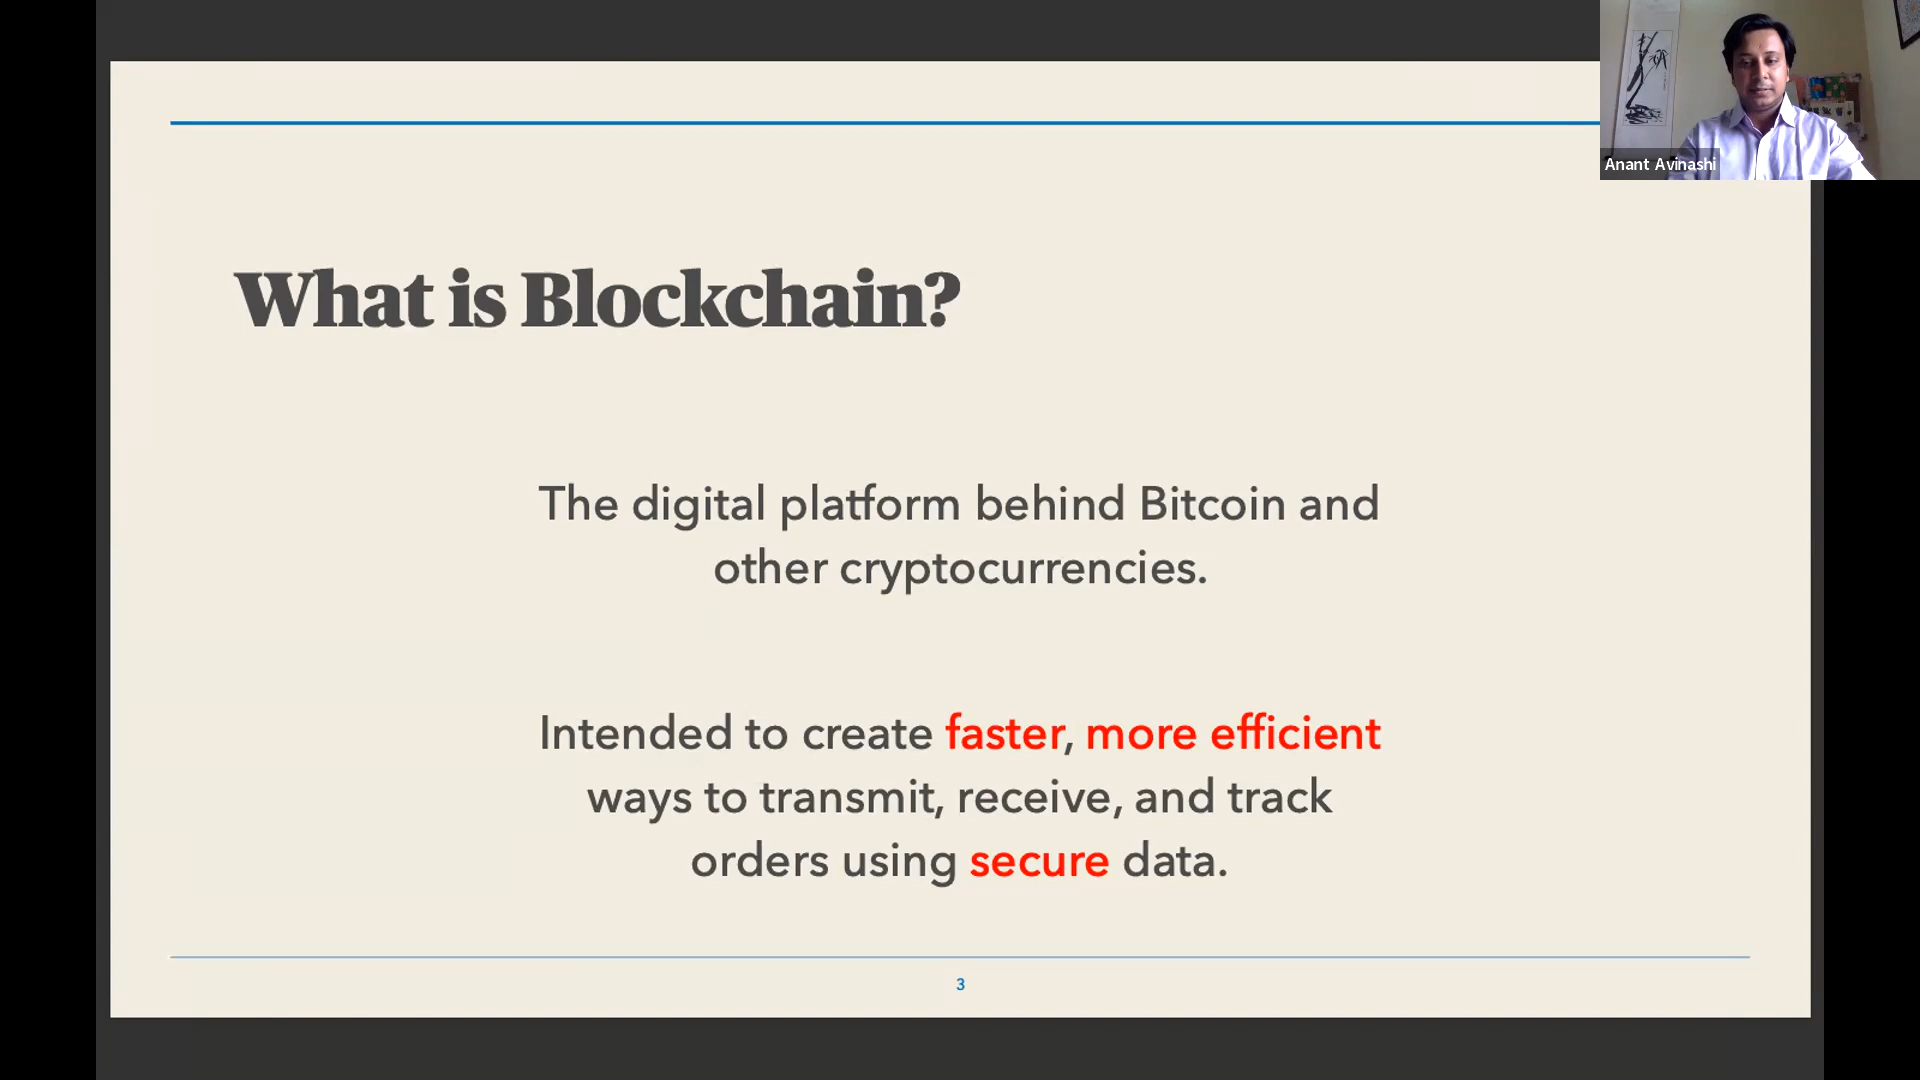 Anant Avinashi
What is Blockchain?
The digital platform behind Bitcoin and
other cryptocurrencies.
Intended to create faster, more efficient
ways to transmit, receive, and track
orders using secure data.
3